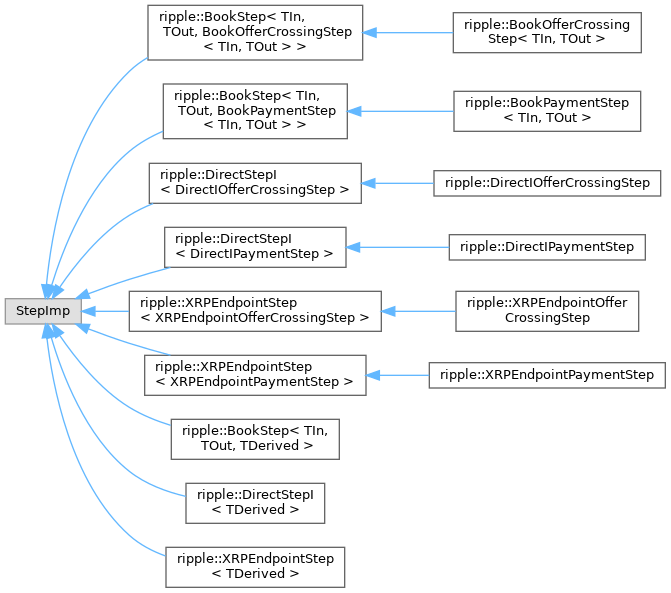 ripple::BookStep< TIn,
TOut, BookOfferCrossingStep
< TIn, TOut > >
ripple::BookOfferCrossing
Step< TIn, TOut >
ripple::BookStep< TIn,
TOut, BookPaymentStep
< TIn, TOut > >
ripple::BookPaymentStep
< TIn, TOut >
ripple::DirectStepI
< DirectIOfferCrossingStep >
ripple::DirectIOfferCrossingStep
ripple::DirectStepI
< DirectIPaymentStep >
ripple::DirectIPaymentStep
StepImp
ripple::XRPEndpointStep
< XRPEndpointOfferCrossingStep >
ripple::XRPEndpointOffer
CrossingStep
ripple::XRPEndpointStep
< XRPEndpointPaymentStep >
ripple::XRPEndpointPaymentStep
ripple::BookStep< TIn,
TOut, TDerived >
ripple::DirectStepI
< TDerived >
ripple::XRPEndpointStep
< TDerived >